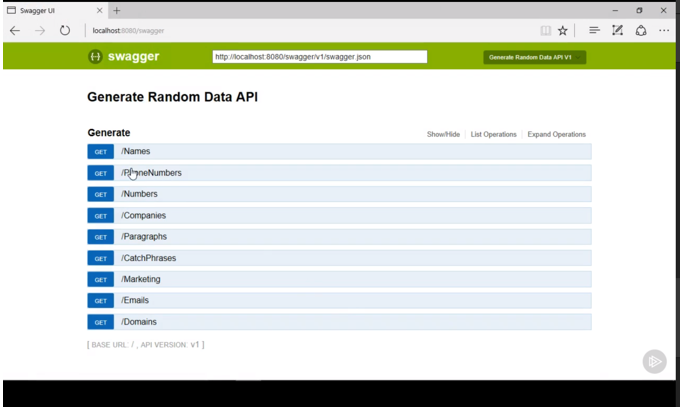 Swagger UI
localhost:8080/swagger
swagger
http://localhost:8080/swagger/v1/swagger.json
Generate Random Data API V1
Generate Random Data API
Generate
Show/Hide
List Operations
Expand Operations
GET /Names
GET /PhoneNumbers
GET /Numbers
GET /Companies
GET /Paragraphs
GET /CatchPhrases
GET /Marketing
GET /Emails
GET /Domains
[ BASE URL: / , API VERSION: V1 ]